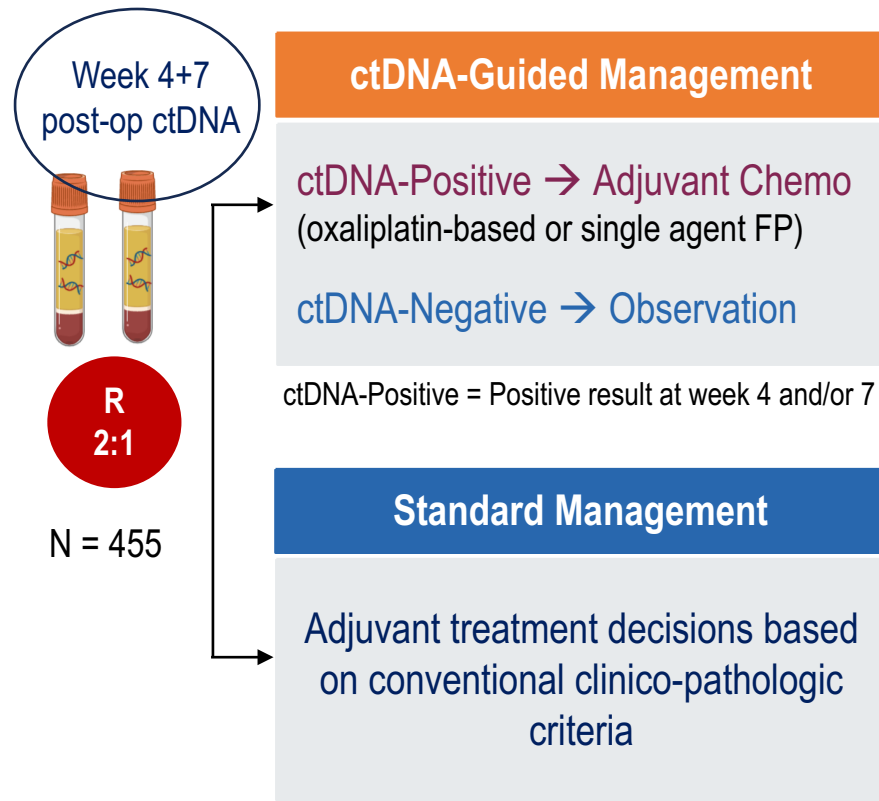 Week 4+7
post-op ctDNA
R
2:1
N = 455
ctDNA-Guided Management
ctDNA-Positive → Adjuvant Chemo
(oxaliplatin-based or single agent FP)
ctDNA-Negative → Observation
ctDNA-Positive = Positive result at week 4 and/or 7
Standard Management
Adjuvant treatment decisions based
on conventional clinico-pathologic
criteria